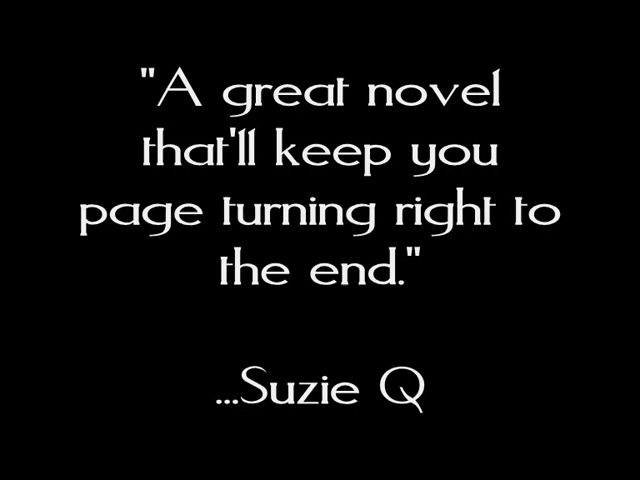 "A great novel
that'll keep you
page turning right to
the end."
...Suzie Q